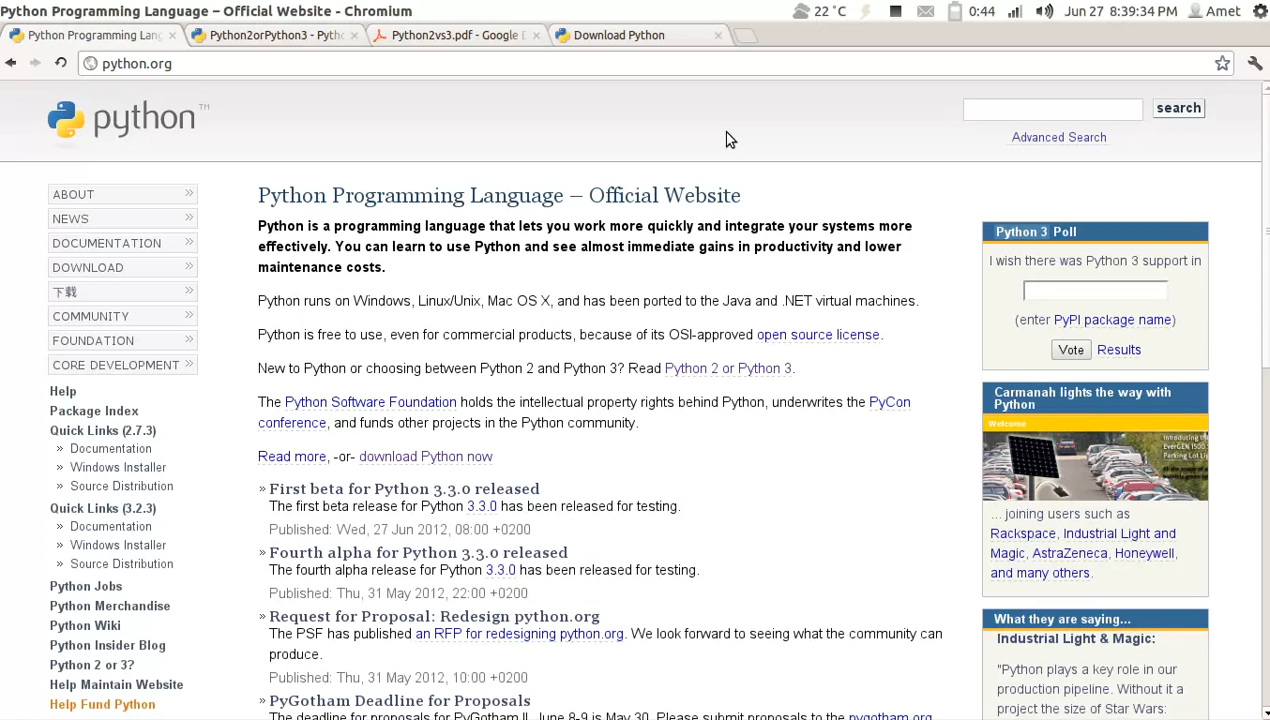 Python Programming Language – Official Website - Chromium
22 °C
0:44
Jun 27 8:39:34 PM
Amet
Python Programming Lang
Python2orPython3 - Pytho
Python2vs3.pdf - Google D
Download Python
python.org
python™
search
Advanced Search
ABOUT
NEWS
DOCUMENTATION
DOWNLOAD
下载
COMMUNITY
FOUNDATION
CORE DEVELOPMENT
Help
Package Index
Quick Links (2.7.3)
» Documentation
» Windows Installer
» Source Distribution
Quick Links (3.2.3)
» Documentation
» Windows Installer
» Source Distribution
Python Jobs
Python Merchandise
Python Wiki
Python Insider Blog
Python 2 or 3?
Help Maintain Website
Help Fund Python
Python Programming Language – Official Website
Python is a programming language that lets you work more quickly and integrate your systems more
effectively. You can learn to use Python and see almost immediate gains in productivity and lower
maintenance costs.
Python runs on Windows, Linux/Unix, Mac OS X, and has been ported to the Java and .NET virtual machines.
Python is free to use, even for commercial products, because of its OSI-approved open source license.
New to Python or choosing between Python 2 and Python 3? Read Python 2 or Python 3.
The Python Software Foundation holds the intellectual property rights behind Python, underwrites the PyCon
conference, and funds other projects in the Python community.
Read more, -or- download Python now
» First beta for Python 3.3.0 released
The first beta release for Python 3.3.0 has been released for testing.
Published: Wed, 27 Jun 2012, 08:00 +0200
» Fourth alpha for Python 3.3.0 released
The fourth alpha release for Python 3.3.0 has been released for testing.
Published: Thu, 31 May 2012, 22:00 +0200
» Request for Proposal: Redesign python.org
The PSF has published an RFP for redesigning python.org. We look forward to seeing what the community can
produce.
Published: Thu, 31 May 2012, 10:00 +0200
» PyGotham Deadline for Proposals
The deadline for proposals for PyGotham II, June 8-9 is May 30. Please submit proposals to the pygotham.org
Python 3 Poll
I wish there was Python 3 support in
(enter PyPI package name)
Vote Results
Carmanah lights the way with
Python
Welcome
Introducing the
EverGEN 1500
Parking Lot
... joining users such as
Rackspace, Industrial Light and
Magic, AstraZeneca, Honeywell,
and many others.
What they are saying...
Industrial Light & Magic:
"Python plays a key role in our
production pipeline. Without it a
project the size of Star Wars: